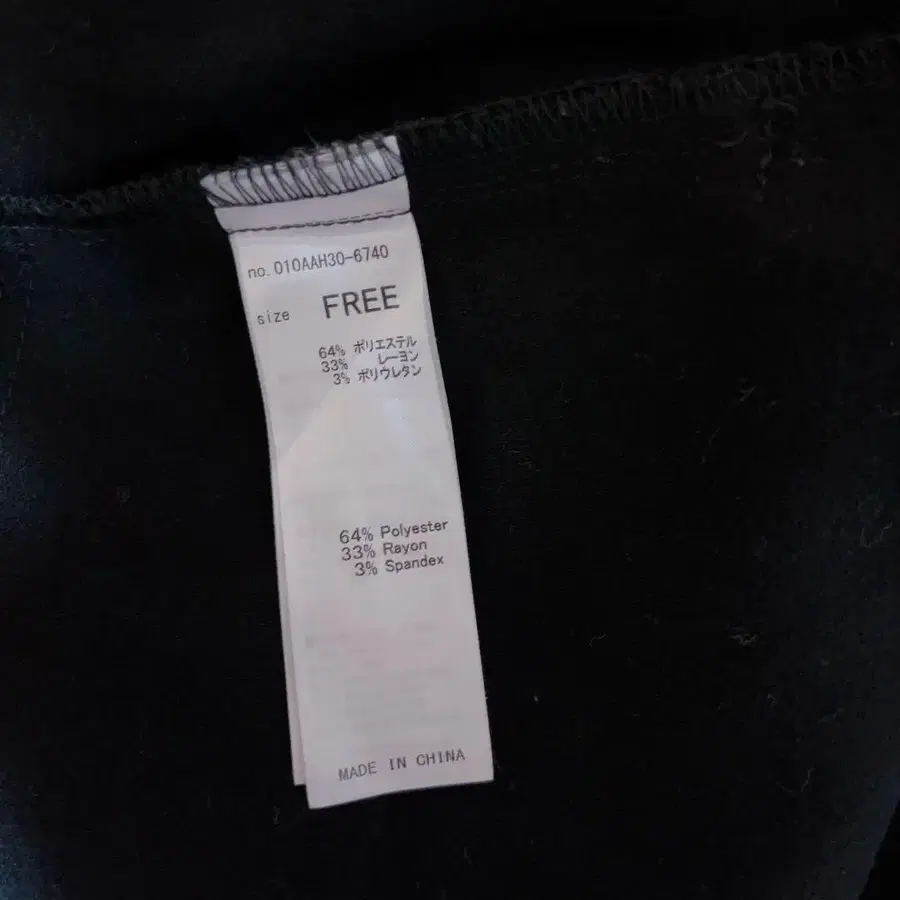 no. 010AAH30-6740
size FREE
64% ポリエステル
33% レーヨン
3% ポリウレタン
64% Polyester
33% Rayon
3% Spandex
MADE IN CHINA